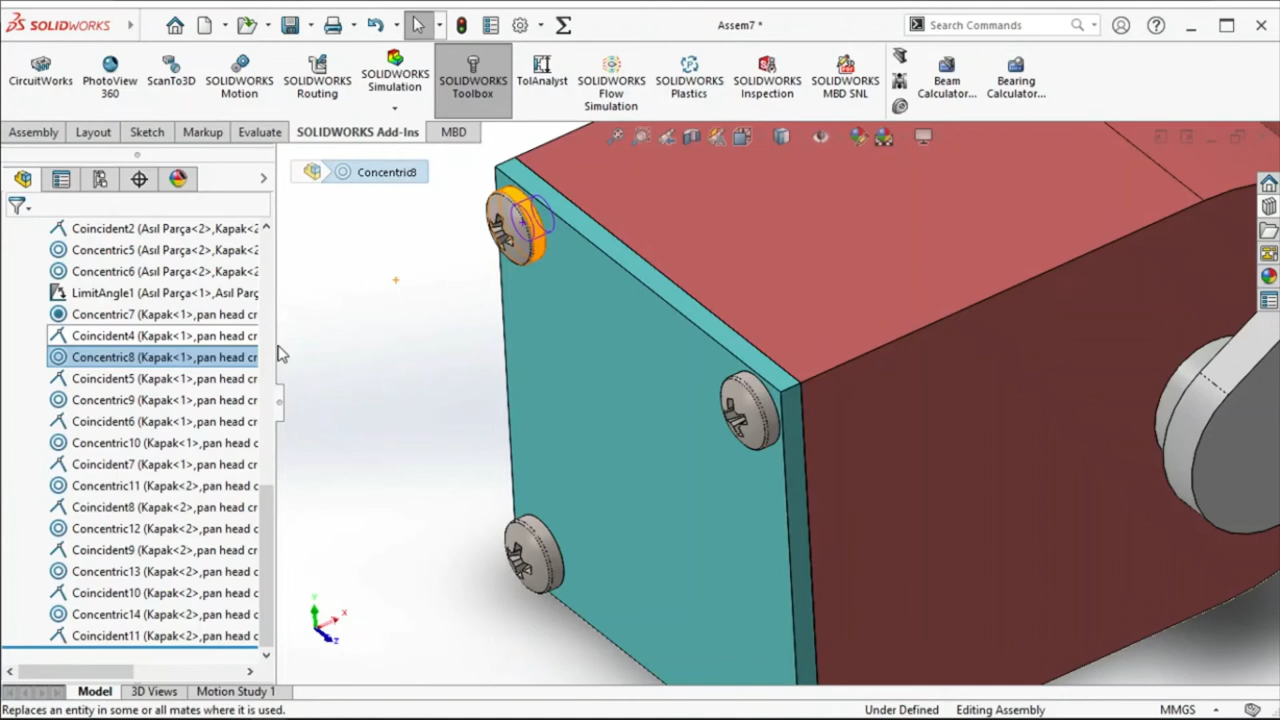 SOLIDWORKS
Assem7 *
Search Commands
CircuitWorks
PhotoView 360
ScanTo3D
SOLIDWORKS Motion
SOLIDWORKS Routing
SOLIDWORKS Simulation
SOLIDWORKS Toolbox
TolAnalyst
SOLIDWORKS Flow Simulation
SOLIDWORKS Plastics
SOLIDWORKS Inspection
SOLIDWORKS MBD SNL
Beam Calculator...
Bearing Calculator...
Assembly
Layout
Sketch
Markup
Evaluate
SOLIDWORKS Add-Ins
MBD
Concentric8
Coincident2 (Asıl Parça<2>,Kapak<2
Concentric5 (Asıl Parça<2>,Kapak<2
Concentric6 (Asıl Parça<2>,Kapak<2
LimitAngle1 (Asıl Parça<1>,Asıl Parç
Concentric7 (Kapak<1>,pan head cr
Coincident4 (Kapak<1>,pan head cr
Concentric8 (Kapak<1>,pan head cr
Coincident5 (Kapak<1>,pan head cr
Concentric9 (Kapak<1>,pan head cr
Coincident6 (Kapak<1>,pan head cr
Concentric10 (Kapak<1>,pan head c
Coincident7 (Kapak<1>,pan head cr
Concentric11 (Kapak<2>,pan head c
Coincident8 (Kapak<2>,pan head cr
Concentric12 (Kapak<2>,pan head c
Coincident9 (Kapak<2>,pan head cr
Concentric13 (Kapak<2>,pan head c
Coincident10 (Kapak<2>,pan head c
Concentric14 (Kapak<2>,pan head c
Coincident11 (Kapak<2>,pan head c
Y
X
Z
Model
3D Views
Motion Study 1
Replaces an entity in some or all mates where it is used.
Under Defined
Editing Assembly
MMGS